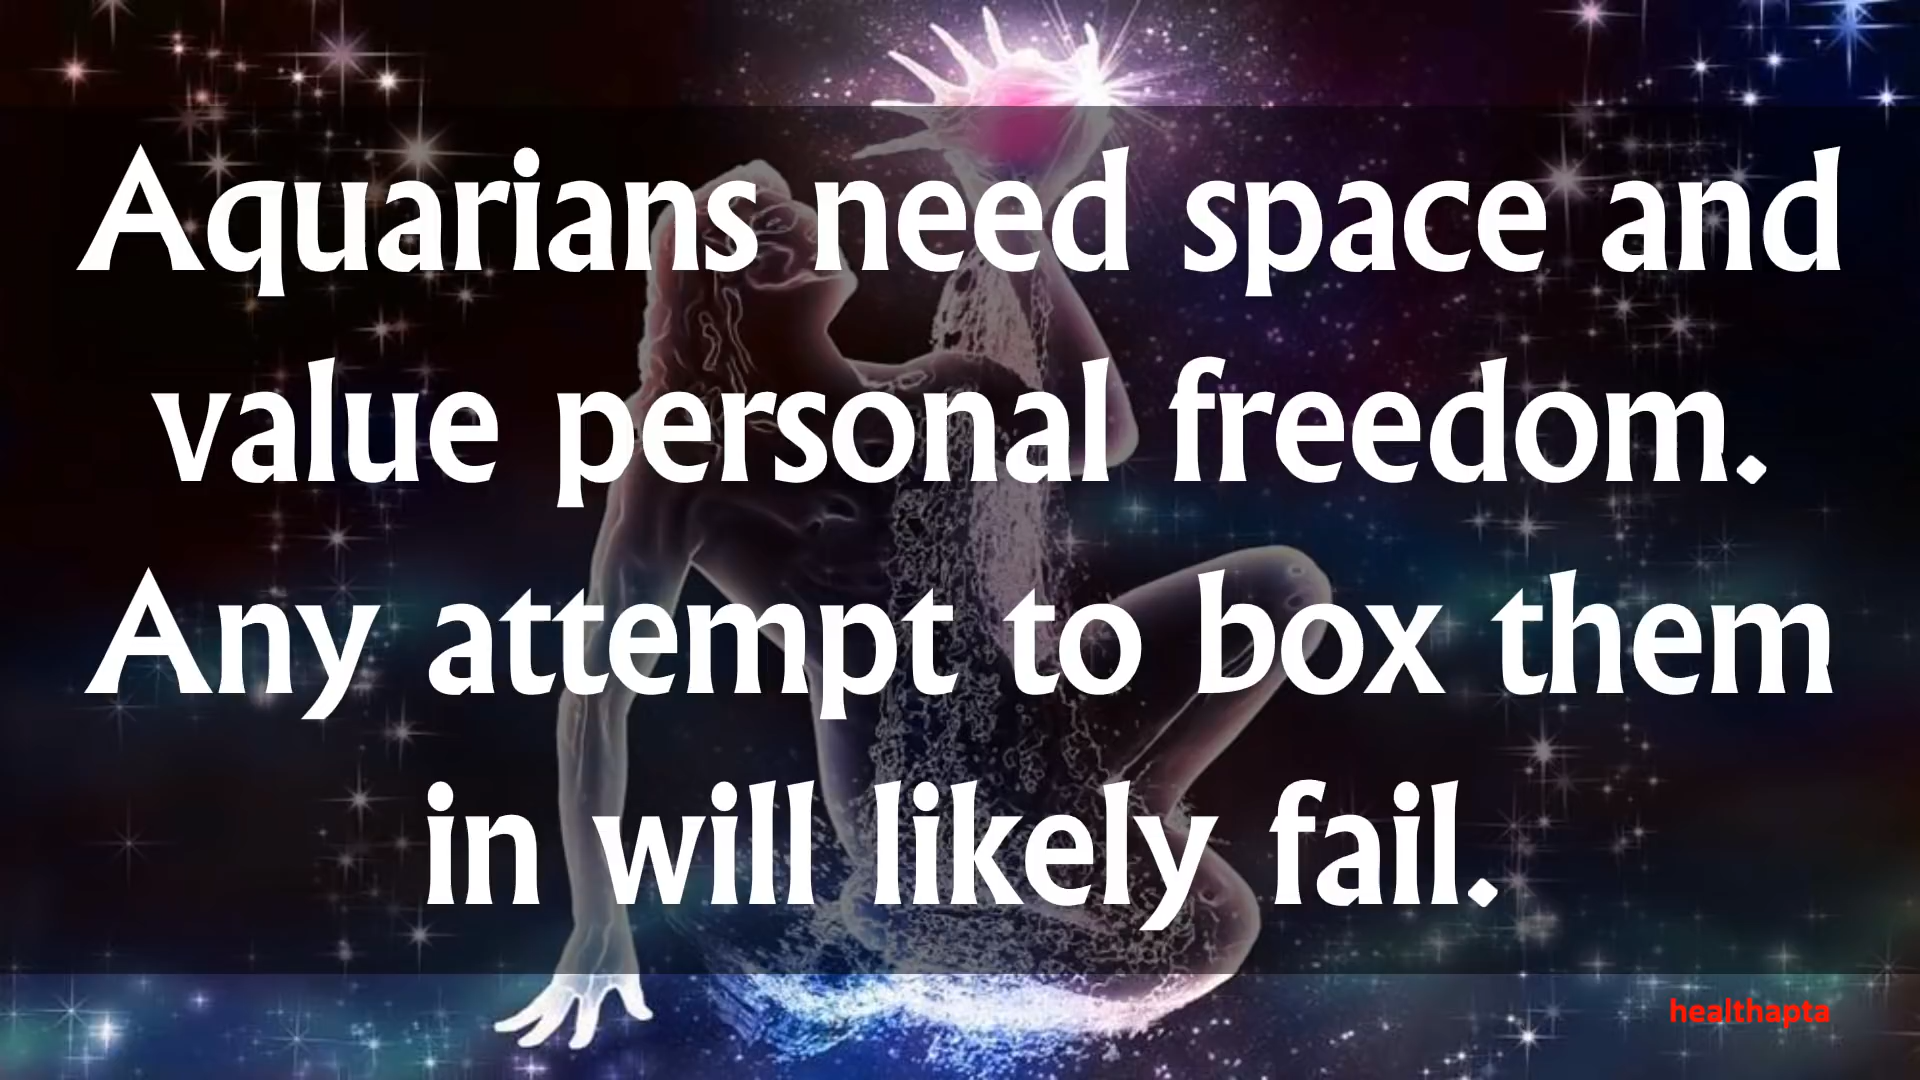 Aquarians need space and
value personal freedom.
Any attempt to box them
in will likely fail.
healthapta